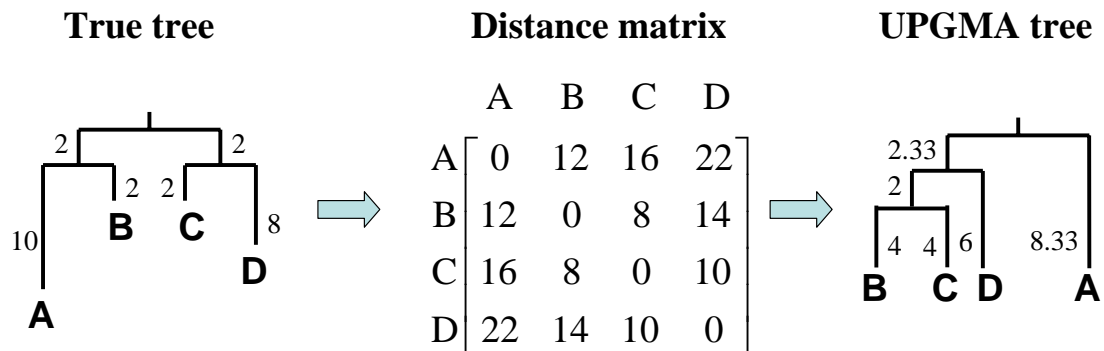 True tree
Distance matrix
UPGMA tree
2 2
2 2
10
8
A
B
C
D
A B C D
A 0 12 16 22
B 12 0 8 14
C 16 8 0 10
D 22 14 10 0
2.33
2
4 4 6 8.33
B C D A